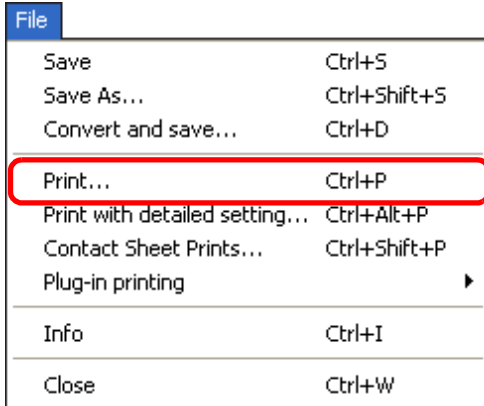 File
Save Ctrl+S
Save As... Ctrl+Shift+S
Convert and save... Ctrl+D
Print... Ctrl+P
Print with detailed setting... Ctrl+Alt+P
Contact Sheet Prints... Ctrl+Shift+P
Plug-in printing
Info Ctrl+I
Close Ctrl+W